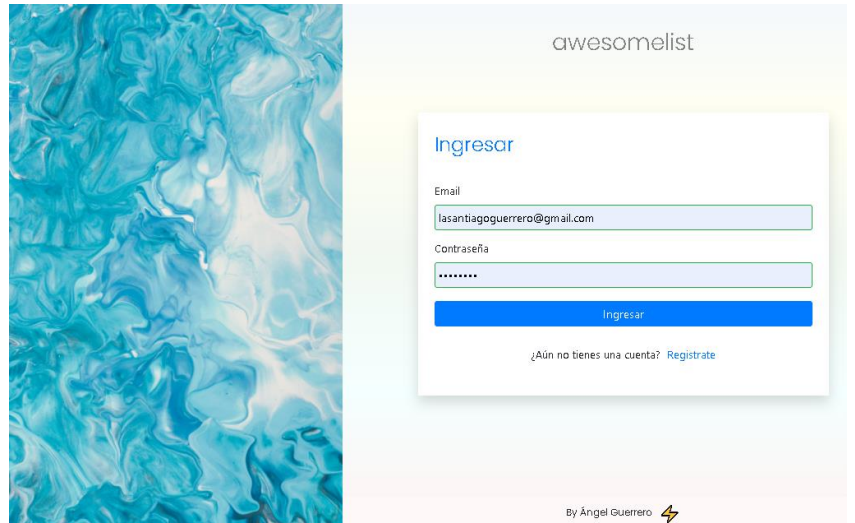 awesomelist
Ingresar
Email
lasantiagoguerrero@gmail.com
Contraseña
••••••••
Ingresar
¿Aún no tienes una cuenta? Registrate
By Ángel Guerrero